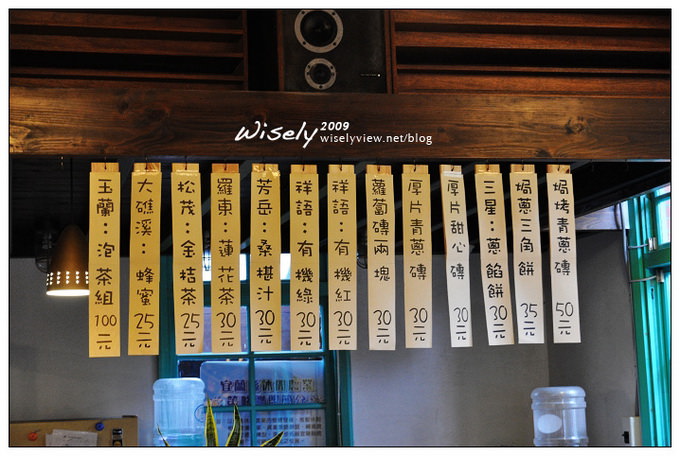 Wisely 2009
wiselyview.net/blog
玉蘭：泡茶組 100元
大礁溪：蜂蜜 25元
松茂：金桔茶 25元
羅東：蓮花茶 30元
芳岳：桑堪汁 30元
祥語：有機綠 30元
祥語：有機紅 30元
蘿蔔磚兩塊 30元
厚片青蔥磚 30元
厚片甜心磚 30元
三星：蔥餡餅 30元
焗蔥三角餅 35元
焗烤青蔥磚 50元